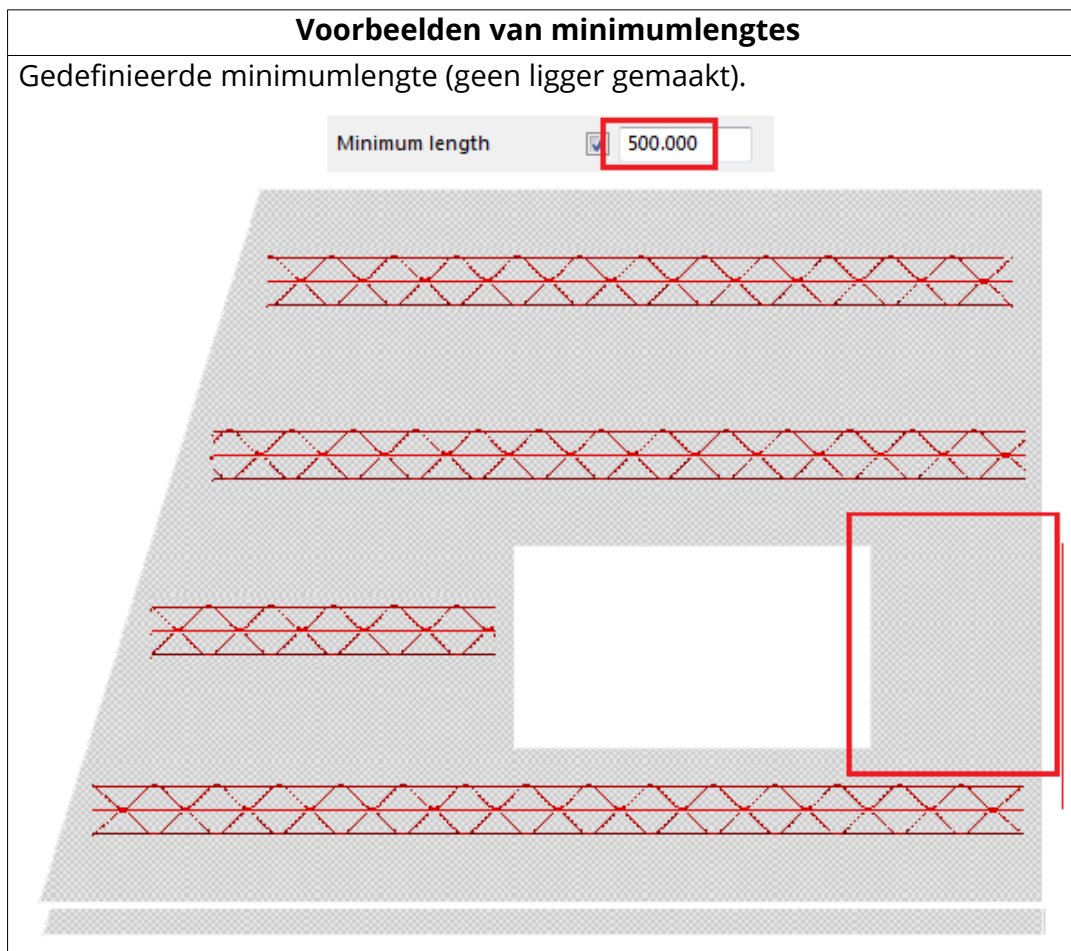 Voorbeelden van minimumlengtes
Gedefinieerde minimumlengte (geen ligger gemaakt).
Minimum length 500.000